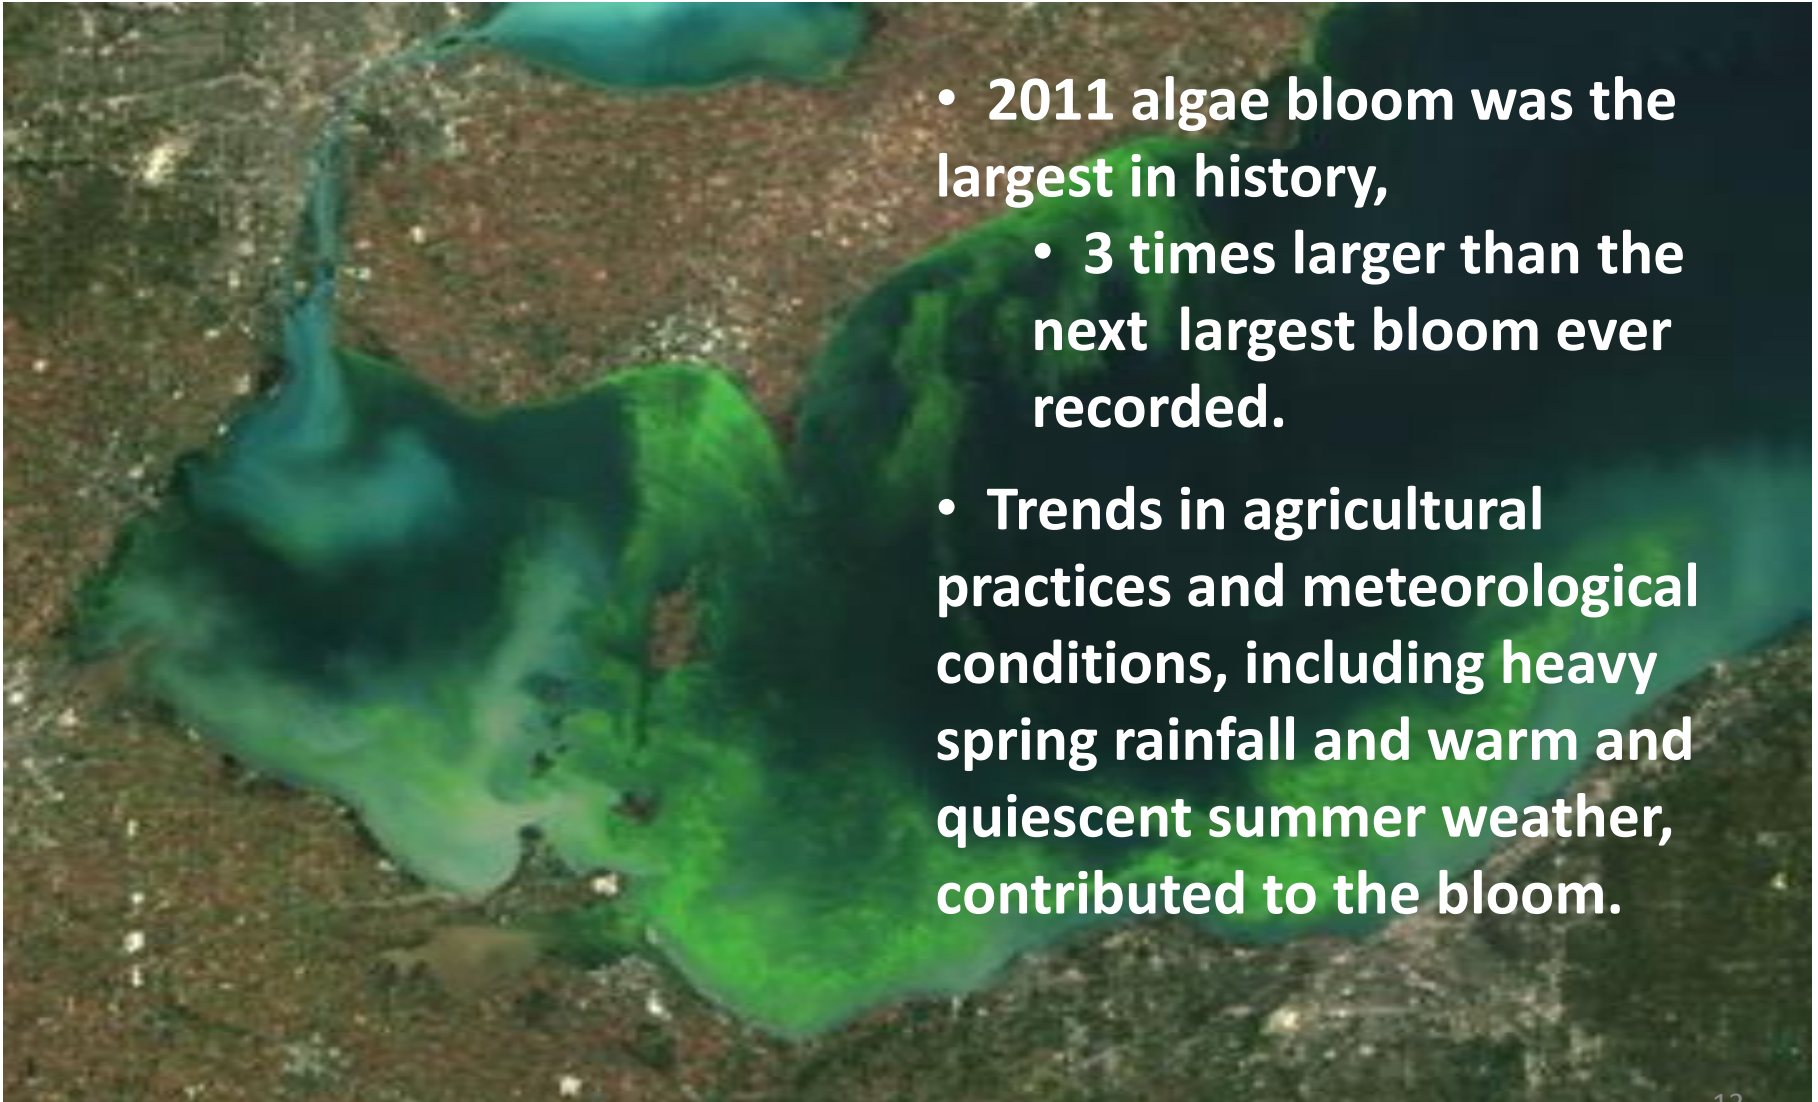 • 2011 algae bloom was the
largest in history,
• 3 times larger than the
next  largest bloom ever
recorded.
• Trends in agricultural
practices and meteorological
conditions, including heavy
spring rainfall and warm and
quiescent summer weather,
contributed to the bloom.